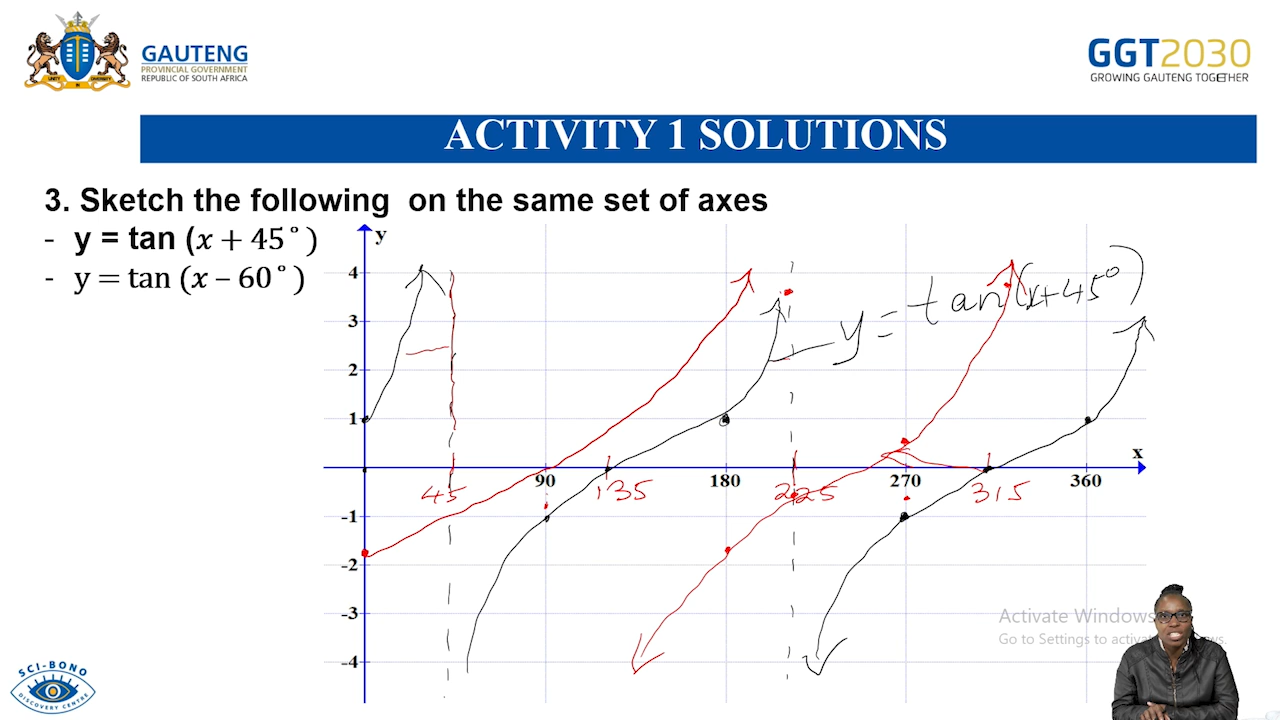 GAUTENG
PROVINCIAL GOVERNMENT
REPUBLIC OF SOUTH AFRICA
GGT2030
GROWING GAUTENG TOGETHER
ACTIVITY 1 SOLUTIONS
3. Sketch the following on the same set of axes
- y = tan (x + 45°)
- y = tan (x – 60°)
y
4
3
2
1
-1
-2
-3
-4
y = tan(x+45°)
x
90
180
270
360
45
135
225
315
Activate Windows
SCI-BONO
DISCOVERY CENTRE